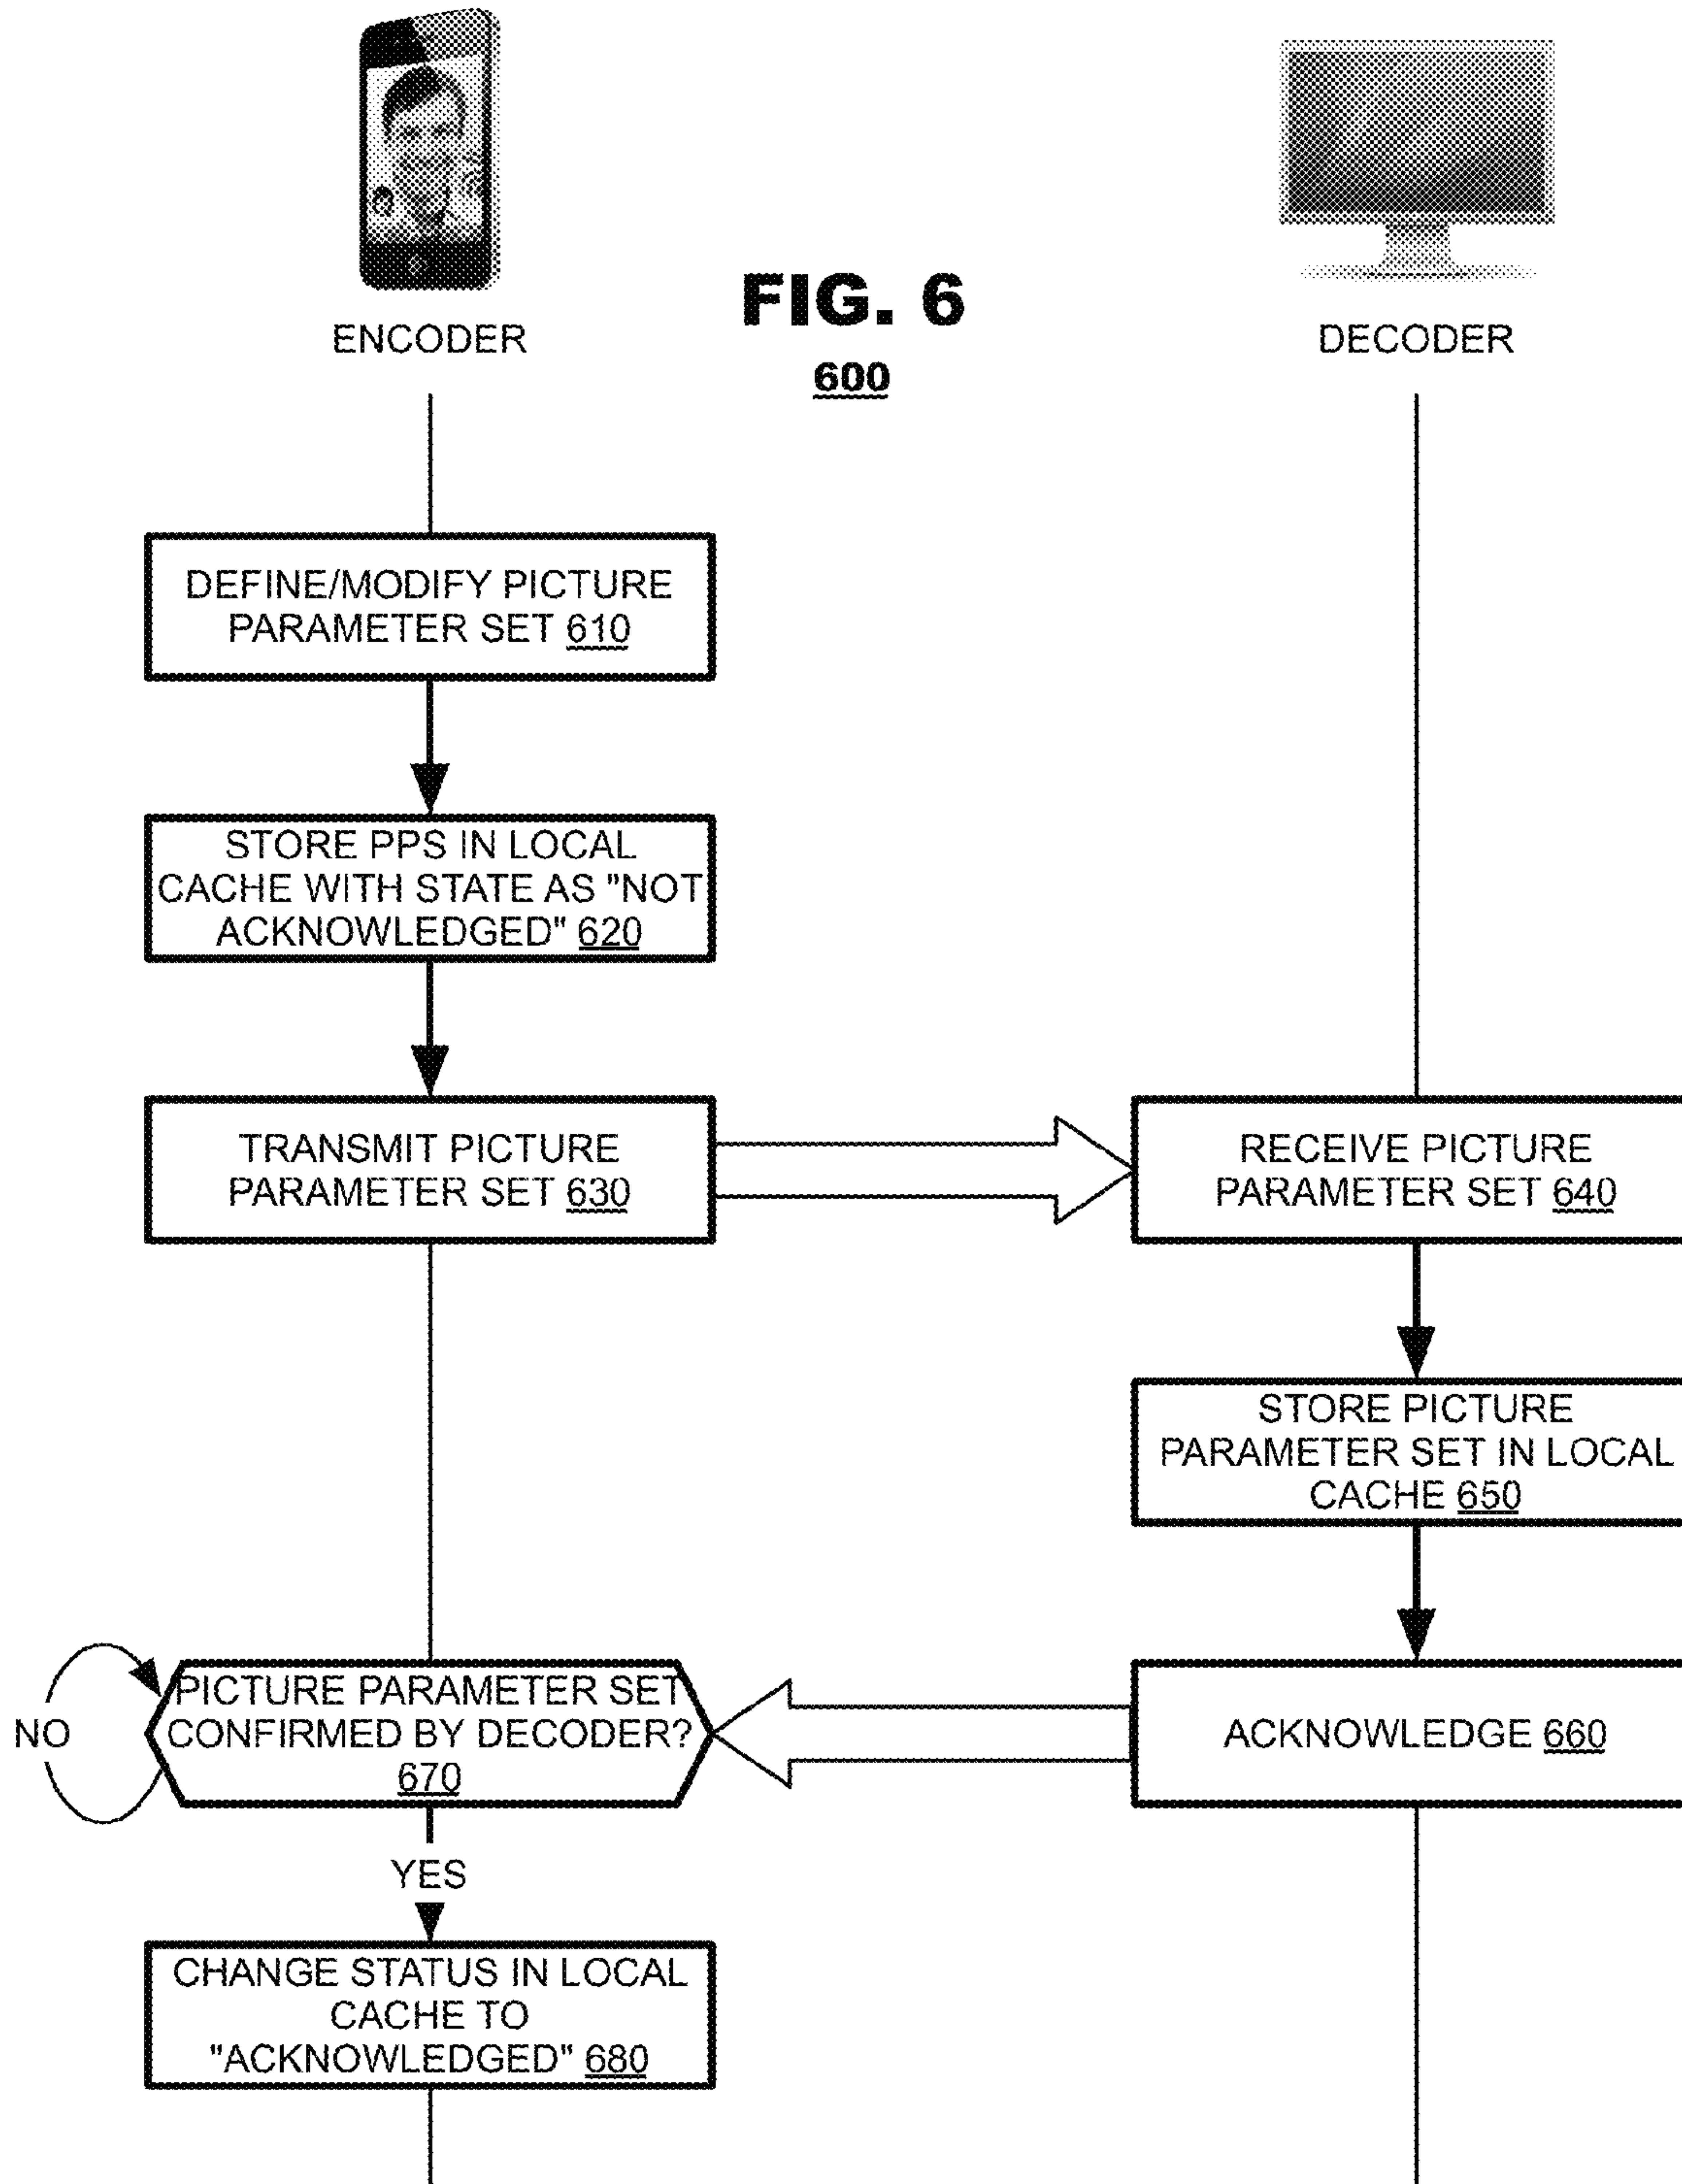 FIG. 6
600
ENCODER
DECODER
DEFINE/MODIFY PICTURE
PARAMETER SET 610
STORE PPS IN LOCAL
CACHE WITH STATE AS "NOT
ACKNOWLEDGED" 620
TRANSMIT PICTURE
PARAMETER SET 630
RECEIVE PICTURE
PARAMETER SET 640
STORE PICTURE
PARAMETER SET IN LOCAL
CACHE 650
ACKNOWLEDGE 660
PICTURE PARAMETER SET
CONFIRMED BY DECODER?
670
NO
YES
CHANGE STATUS IN LOCAL
CACHE TO
"ACKNOWLEDGED" 680